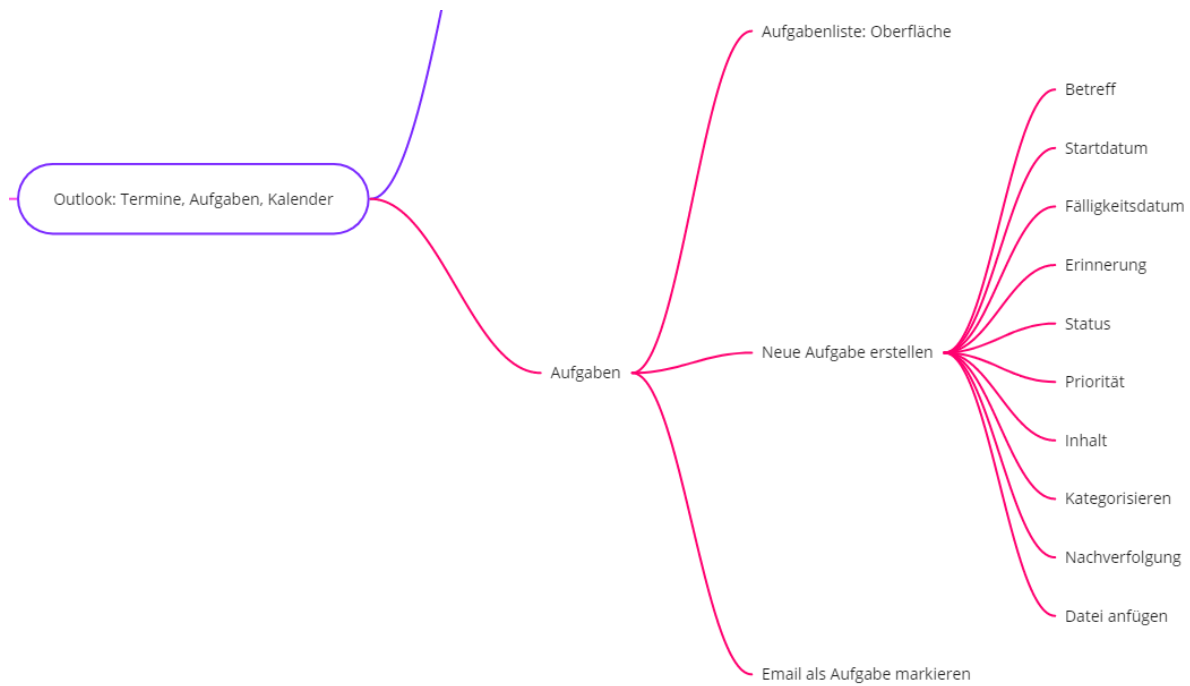 Outlook: Termine, Aufgaben, Kalender
Aufgaben
Aufgabenliste: Oberfläche
Neue Aufgabe erstellen
Betreff
Startdatum
Fälligkeitsdatum
Erinnerung
Status
Priorität
Inhalt
Kategorisieren
Nachverfolgung
Datei anfügen
Email als Aufgabe markieren